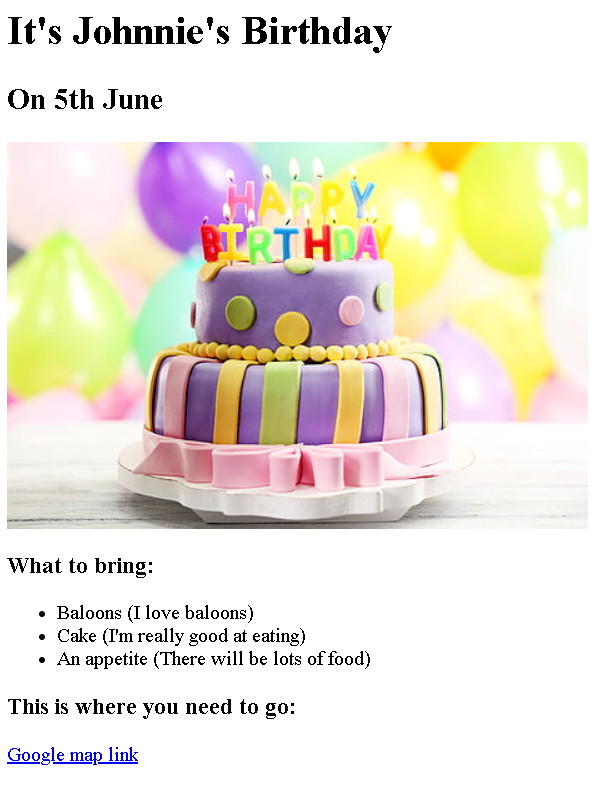 It's Johnnie's Birthday
On 5th June
HAPPY
BIRTHDAY
What to bring:
Baloons (I love baloons)
Cake (I'm really good at eating)
An appetite (There will be lots of food)
This is where you need to go:
Google map link